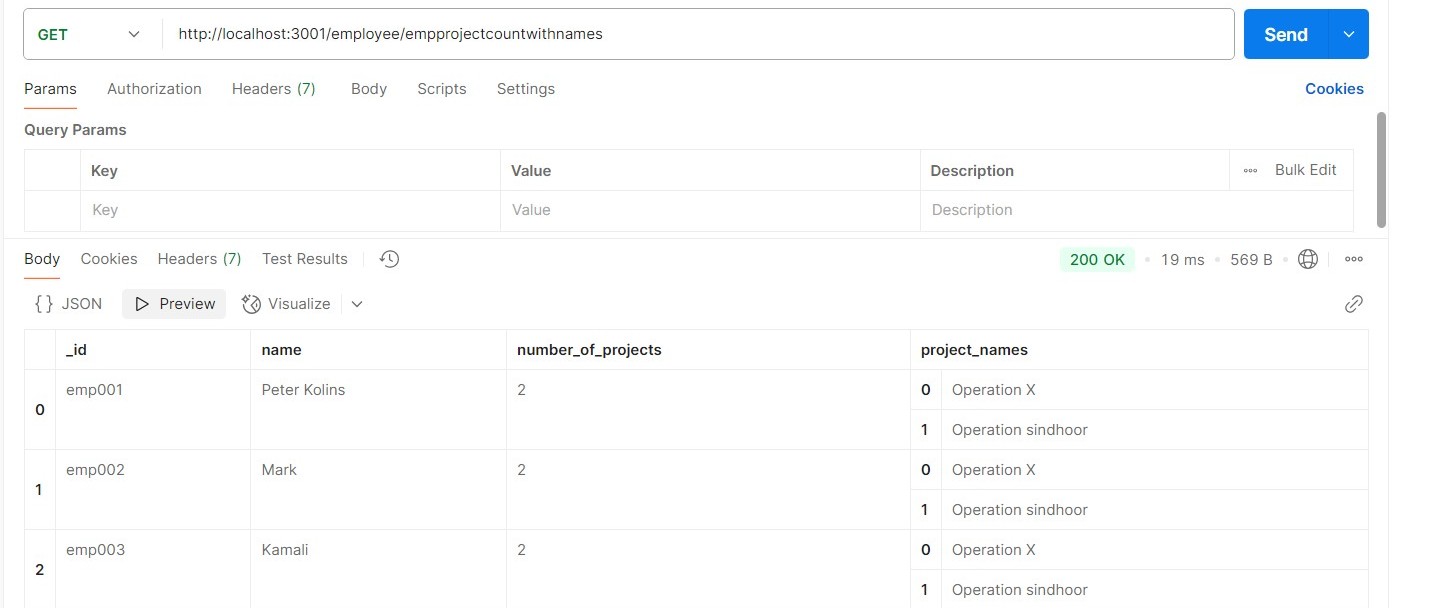 GET http://localhost:3001/employee/empprojectcountwithnames Send
Params Authorization Headers (7) Body Scripts Settings Cookies
Query Params
Key Value Description Bulk Edit
Key Value Description
Body Cookies Headers (7) Test Results 200 OK • 19 ms • 569 B •
{} JSON Preview Visualize
_id name number_of_projects project_names
0 emp001 Peter Kolins 2 0 Operation X
1 Operation sindhoor
1 emp002 Mark 2 0 Operation X
1 Operation sindhoor
2 emp003 Kamali 2 0 Operation X
1 Operation sindhoor